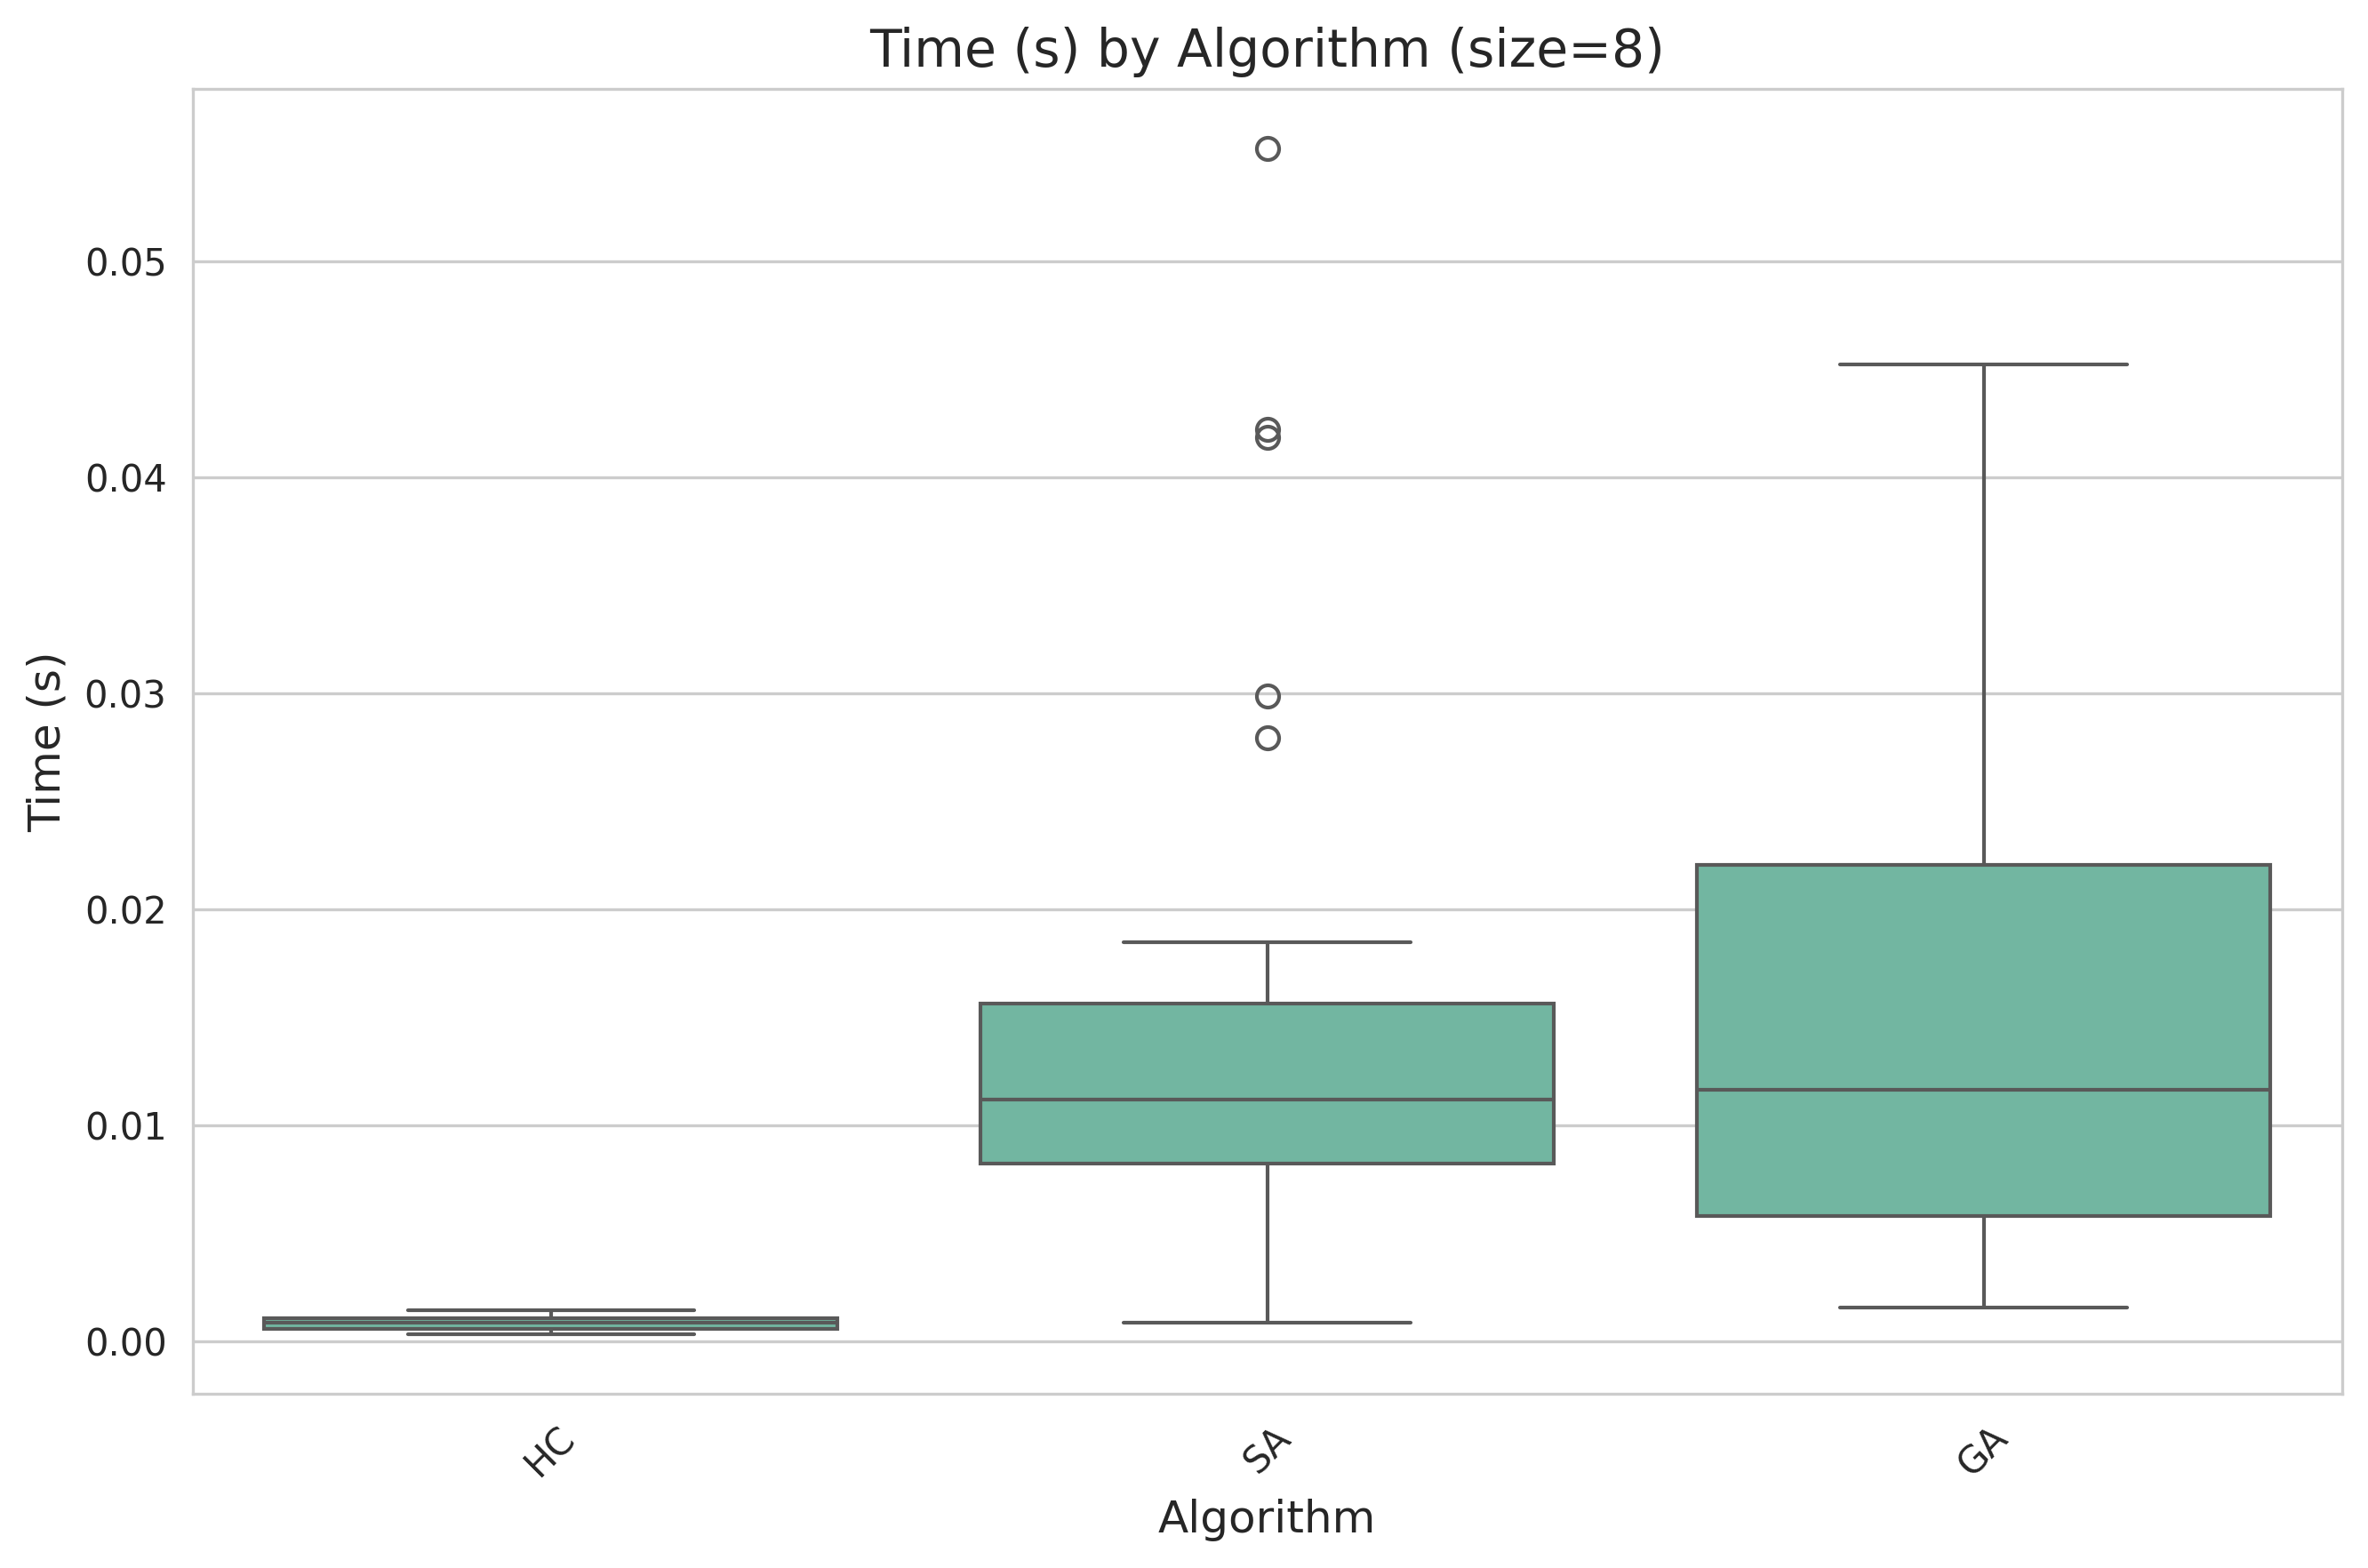 Time (s) by Algorithm (size=8)
Time (s)
0.05
0.04
0.03
0.02
0.01
0.00
HC
SA
GA
Algorithm